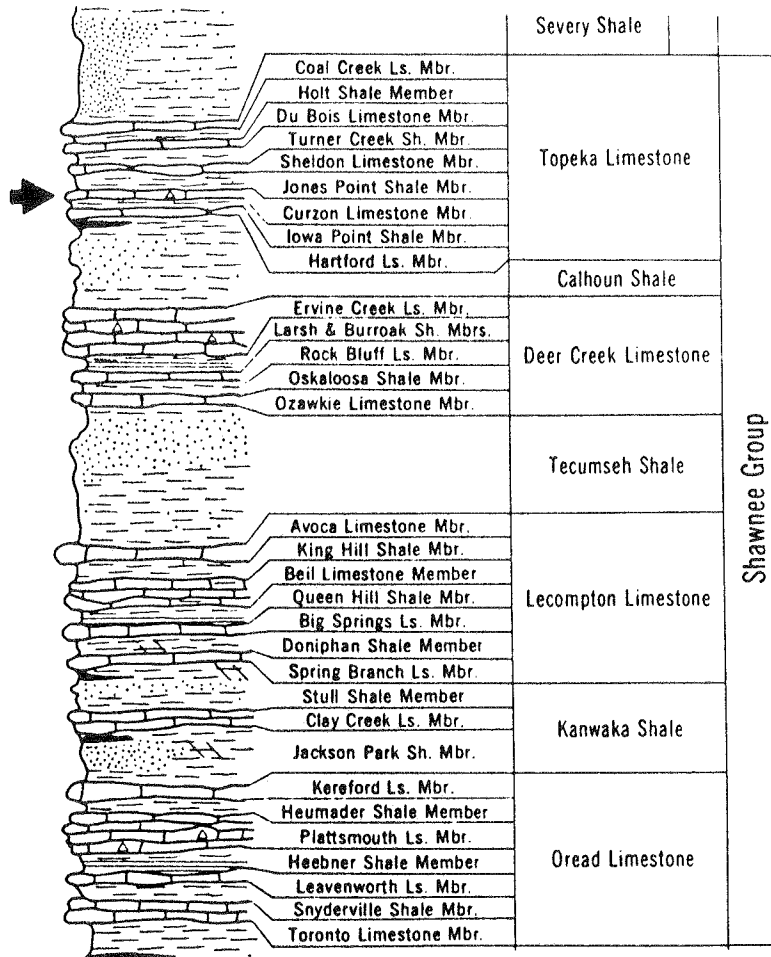 Severy Shale
Coal Creek Ls. Mbr.
Holt Shale Member
Du Bois Limestone Mbr.
Turner Creek Sh. Mbr.
Sheldon Limestone Mbr.
Jones Point Shale Mbr.
Curzon Limestone Mbr.
Iowa Point Shale Mbr.
Hartford Ls. Mbr.
Topeka Limestone
Calhoun Shale
Ervine Creek Ls. Mbr.
Larsh & Burroak Sh. Mbrs.
Rock Bluff Ls. Mbr.
Oskaloosa Shale Mbr.
Ozawkie Limestone Mbr.
Deer Creek Limestone
Tecumseh Shale
Avoca Limestone Mbr.
King Hill Shale Mbr.
Beil Limestone Member
Queen Hill Shale Mbr.
Big Springs Ls. Mbr.
Doniphan Shale Member
Spring Branch Ls. Mbr.
Lecompton Limestone
Stull Shale Member
Clay Creek Ls. Mbr.
Jackson Park Sh. Mbr.
Kanwaka Shale
Kereford Ls. Mbr.
Heumader Shale Member
Plattsmouth Ls. Mbr.
Heebner Shale Member
Leavenworth Ls. Mbr.
Snyderville Shale Mbr.
Toronto Limestone Mbr.
Oread Limestone
Shawnee Group